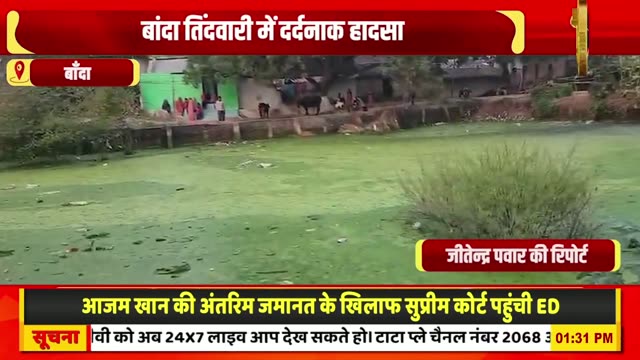 बांदा तिंदवारी में दर्दनाक हादसा
बाँदा
जीतेन्द्र पवार की रिपोर्ट
आजम खान की अंतरिम जमानत के खिलाफ सुप्रीम कोर्ट पहुंची ED
सूचना
को अब 24X7 लाइव आप देख सकते हो। टाटा प्ले चैनल नंबर 2068
01:31 PM